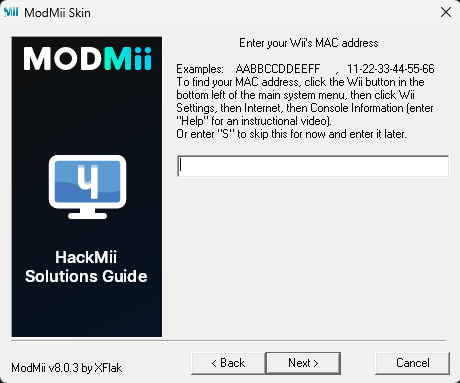 ModMii Skin
MODMii
HackMii
Solutions Guide
Enter your Wii's MAC address
Examples: AABBCCDDEEFF , 11-22-33-44-55-66
To find your MAC address, click the Wii button in the
bottom left of the main system menu, then click Wii
Settings, then Internet, then Console Information (enter
"Help" for an instructional video).
Or enter "S" to skip this for now and enter it later.
ModMii v8.0.3 by XFlak
< Back
Next >
Cancel